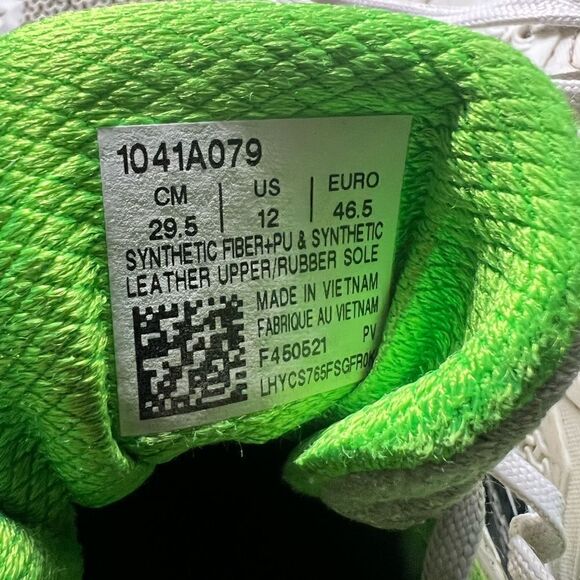 1041A079
CM | US | EURO
29.5 | 12 | 46.5
SYNTHETIC FIBER+PU & SYNTHETIC
LEATHER UPPER/RUBBER SOLE
MADE IN VIETNAM
FABRIQUE AU VIETNAM
F450521 PV
LHYCS765FSGFR0K